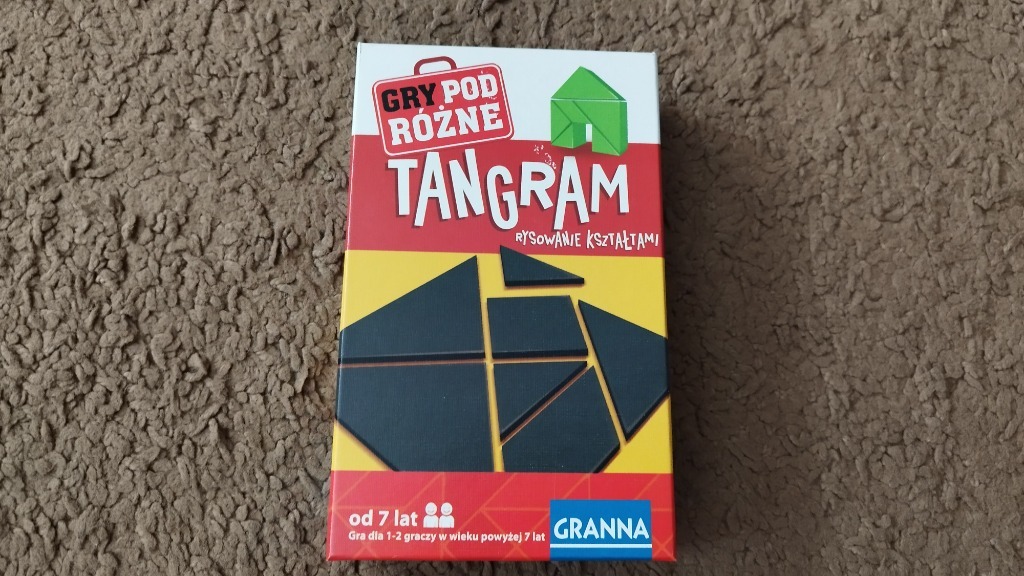 GRY POD
RÓŻNE
TANGRAM
RYSOWANIE KSZTAŁTAMI
od 7 lat
Gra dla 1-2 graczy w wieku powyżej 7 lat
GRANNA